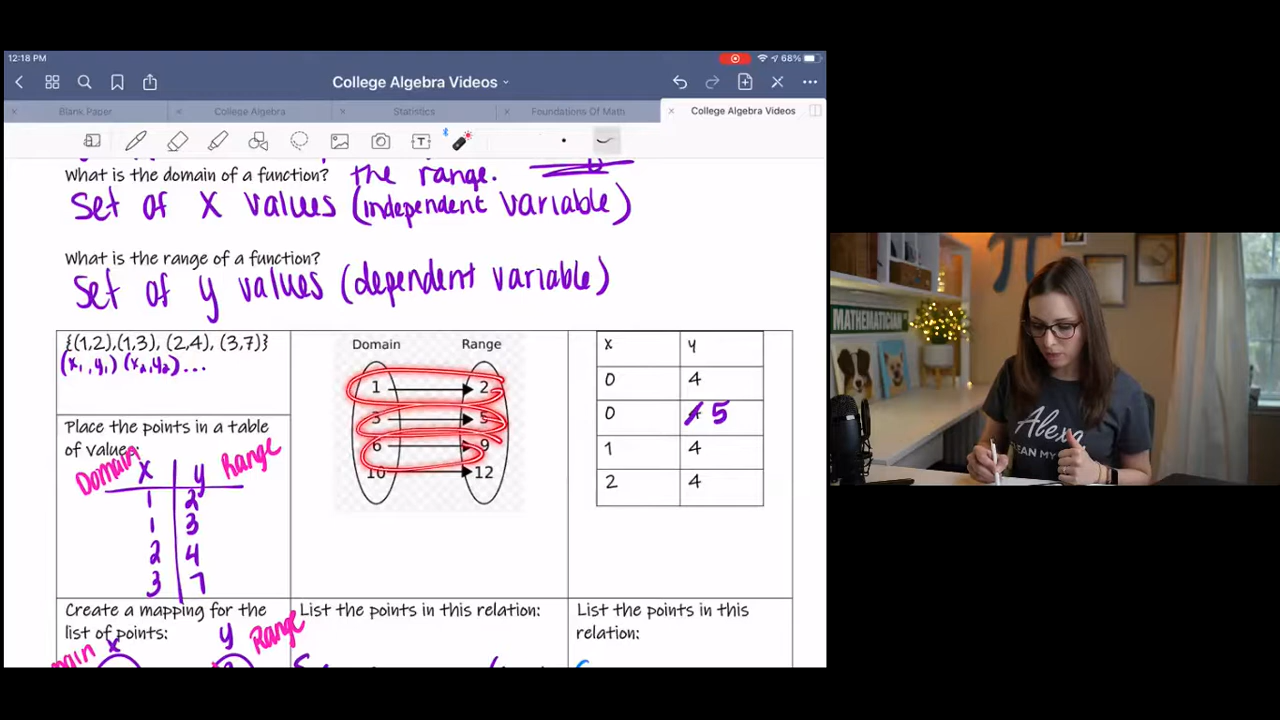 12:18 PM
68%
College Algebra Videos
Blank Paper
College Algebra
Statistics
Foundations Of Math
College Algebra Videos
T
What is the domain of a function? the range.
Set of X values (independent variable)
What is the range of a function?
Set of y values (dependent variable)
{(1,2),(1,3), (2,4), (3,7)}
(x₁,y₁) (x₂,y₂)...
Place the points in a table
of values:
Domain x y Range
1 2
1 3
2 4
3 7
Domain Range
1 2
3 5
6 9
10 12
x y
0 4
0 5
1 4
2 4
Create a mapping for the
list of points:
x y Range
List the points in this relation:
List the points in this
relation:
MATHEMATICIAN
Alexa